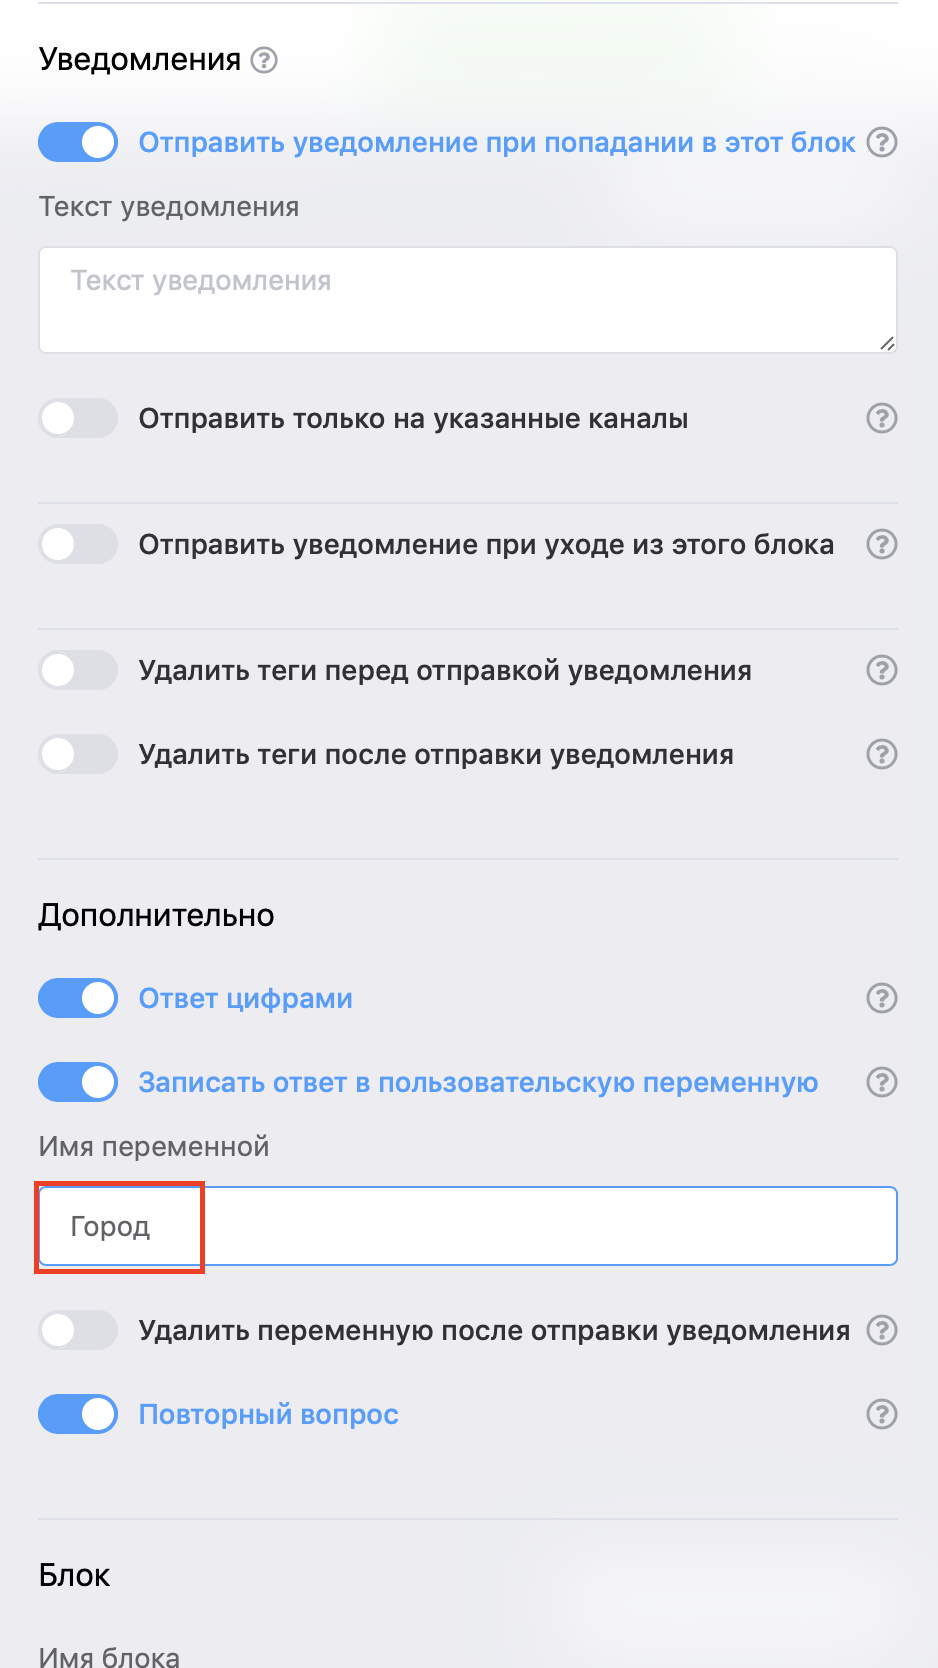 Уведомления
Отправить уведомление при попадании в этот блок
Текст уведомления
Текст уведомления
Отправить только на указанные каналы
Отправить уведомление при уходе из этого блока
Удалить теги перед отправкой уведомления
Удалить теги после отправки уведомления
Дополнительно
Ответ цифрами
Записать ответ в пользовательскую переменную
Имя переменной
Город
Удалить переменную после отправки уведомления
Повторный вопрос
Блок
Имя блока